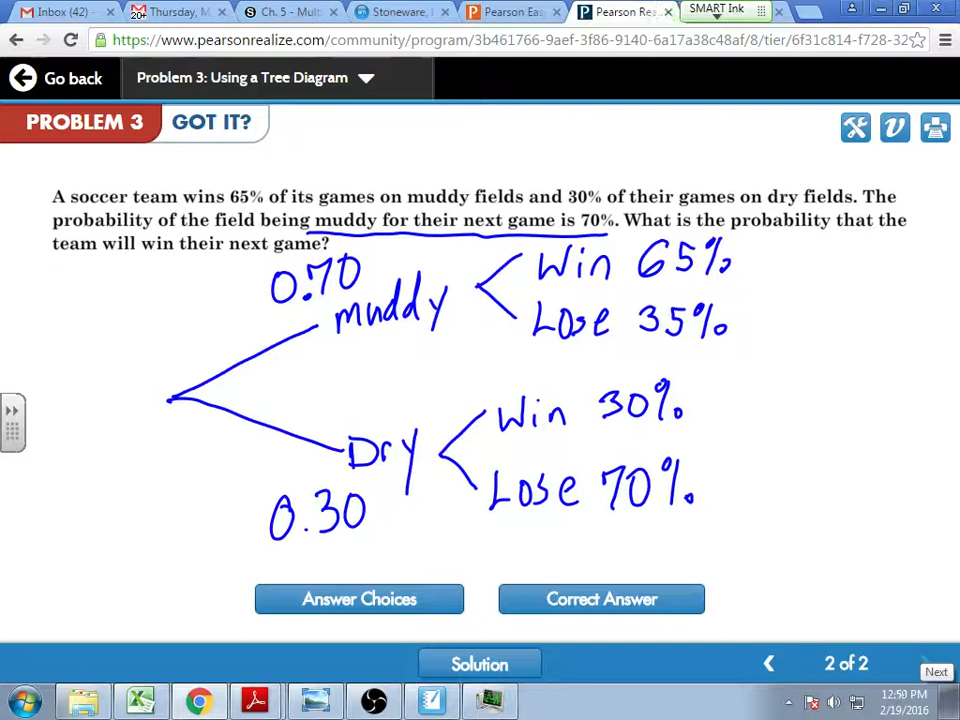 Inbox (42) -
20+
Thursday, M
Ch. 5 - Mult
Stoneware, I
Pearson Eas
Pearson Rea
SMART Ink
https://www.pearsonrealize.com/community/program/3b461766-9aef-3f86-9140-6a17a38c48af/8/tier/6f31c814-f728-32
Go back
Problem 3: Using a Tree Diagram
PROBLEM 3
GOT IT?
A soccer team wins 65% of its games on muddy fields and 30% of their games on dry fields. The
probability of the field being muddy for their next game is 70%. What is the probability that the
team will win their next game?
0.70
muddy
Win 65%
Lose 35%
Dry
0.30
Win 30%
Lose 70%
Answer Choices
Correct Answer
Solution
2 of 2
Next
12:50 PM
2/19/2016